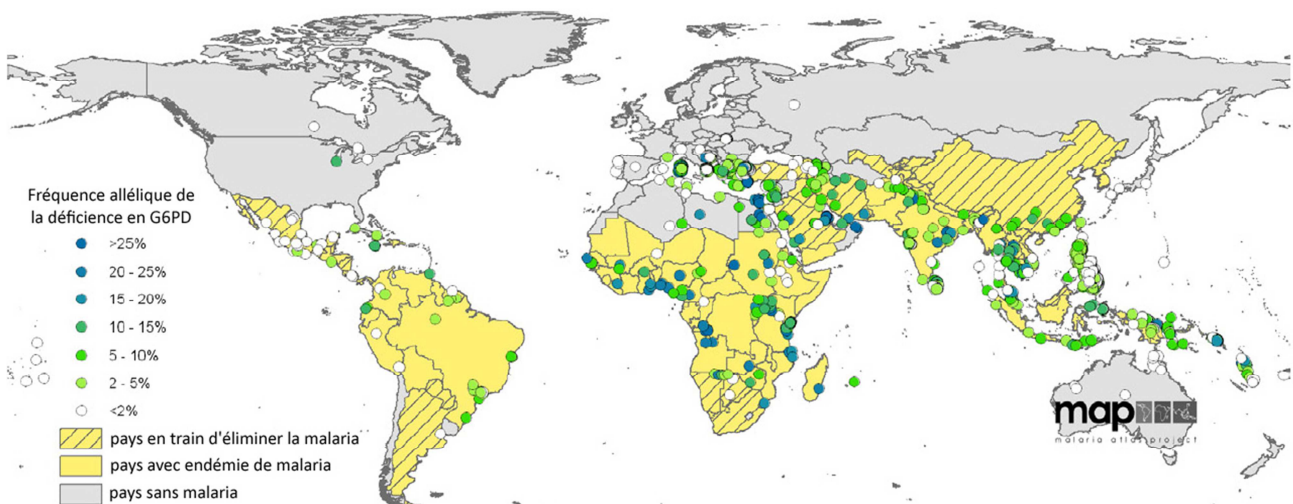 Fréquence allélique de
la déficience en G6PD
>25%
20 - 25%
15 - 20%
10 - 15%
5 - 10%
2 - 5%
<2%
pays en train d'éliminer la malaria
pays avec endémie de malaria
pays sans malaria
map
malaria atlas project